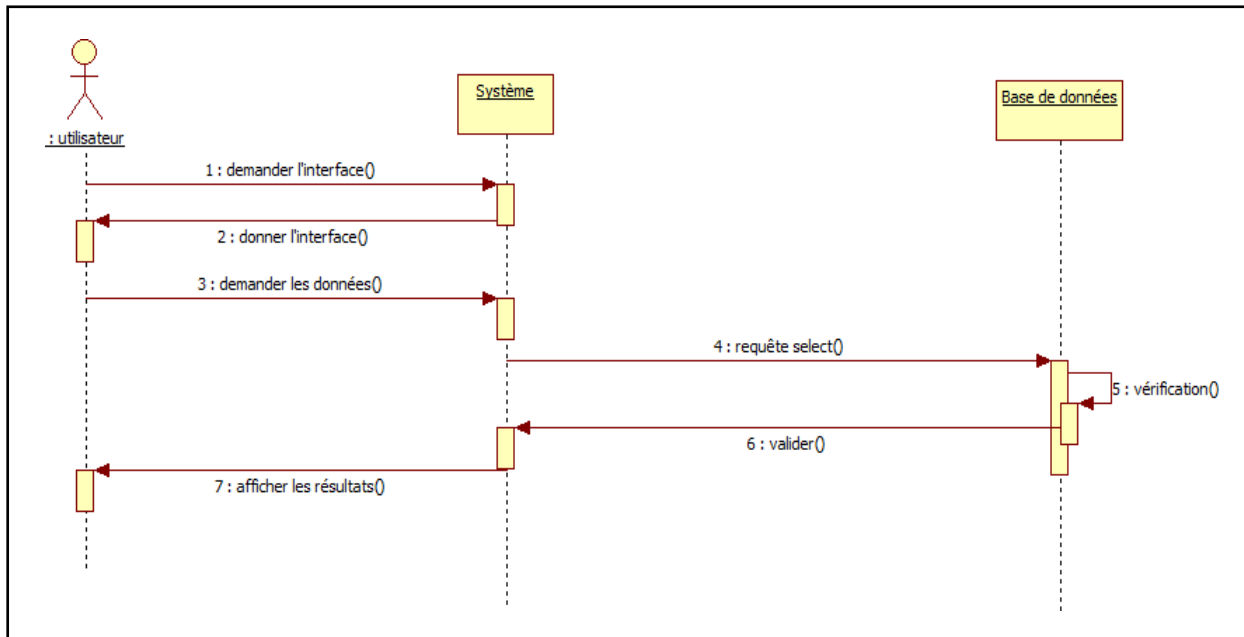 : utilisateur
Système
Base de données
1 : demander l'interface()
2 : donner l'interface()
3 : demander les données()
4 : requête select()
5 : vérification()
6 : valider()
7 : afficher les résultats()